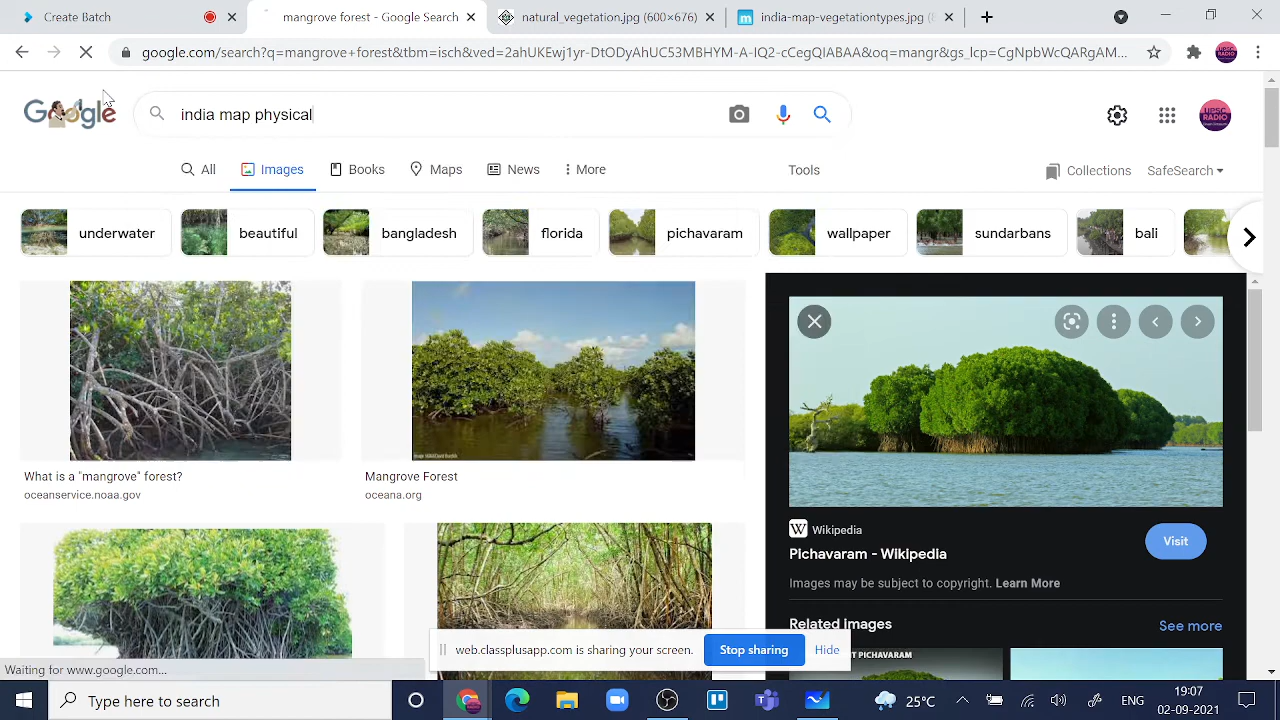 Create Batch
mangrove forest - Google Search
natural_vegetation.jpg (600×676)
india-map-vegetationtypes.jpg (8
google.com/search?q=mangrove+forest&tbm=isch&ved=2ahUKEwj1yr-DtODyAhUC53MBHYM-A-IQ2-cCegQIABAA&oq=mangr&gs_lcp=CgNpbWcQARgAM...
Google
india map physical
UPSC RADIO
All
Images
Books
Maps
News
More
Tools
Collections
SafeSearch
underwater
beautiful
bangladesh
florida
pichavaram
wallpaper
sundarbans
bali
What is a "mangrove" forest?
oceanservice.noaa.gov
Mangrove Forest
oceana.org
W Wikipedia
Pichavaram - Wikipedia
Visit
Images may be subject to copyright. Learn More
Related Images
See more
NT PICHAVARAM
web.classplusapp.com is sharing your screen.
Stop sharing
Hide
Waiting for www.google.com...
Type here to search
25°C
ENG
19:07
02-09-2021